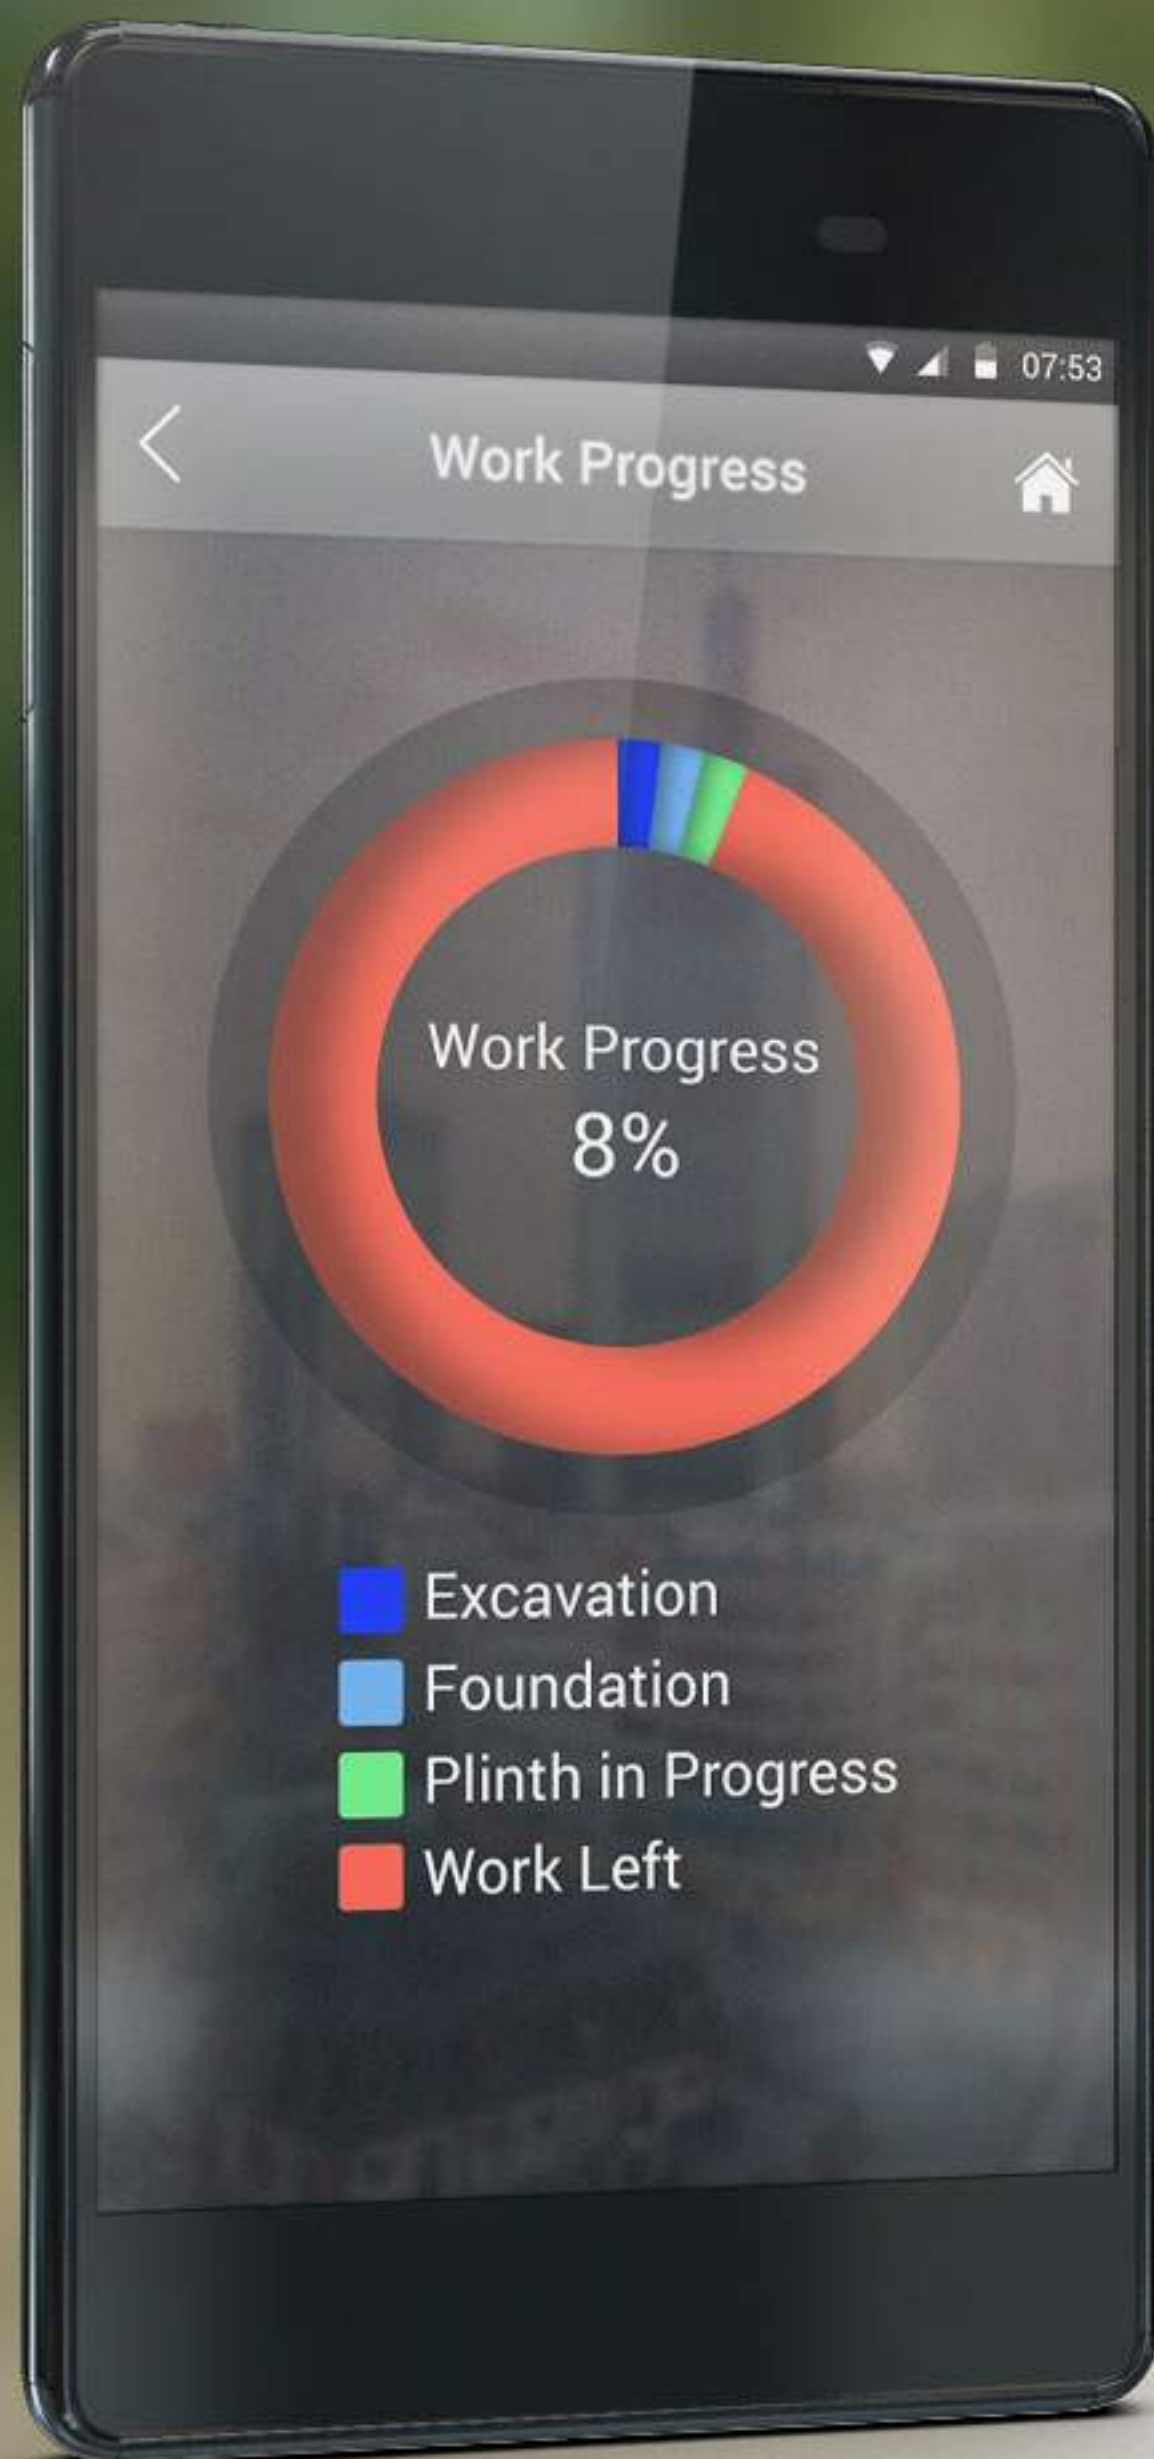 07:53
Work Progress
Work Progress
8%
Excavation
Foundation
Plinth in Progress
Work Left